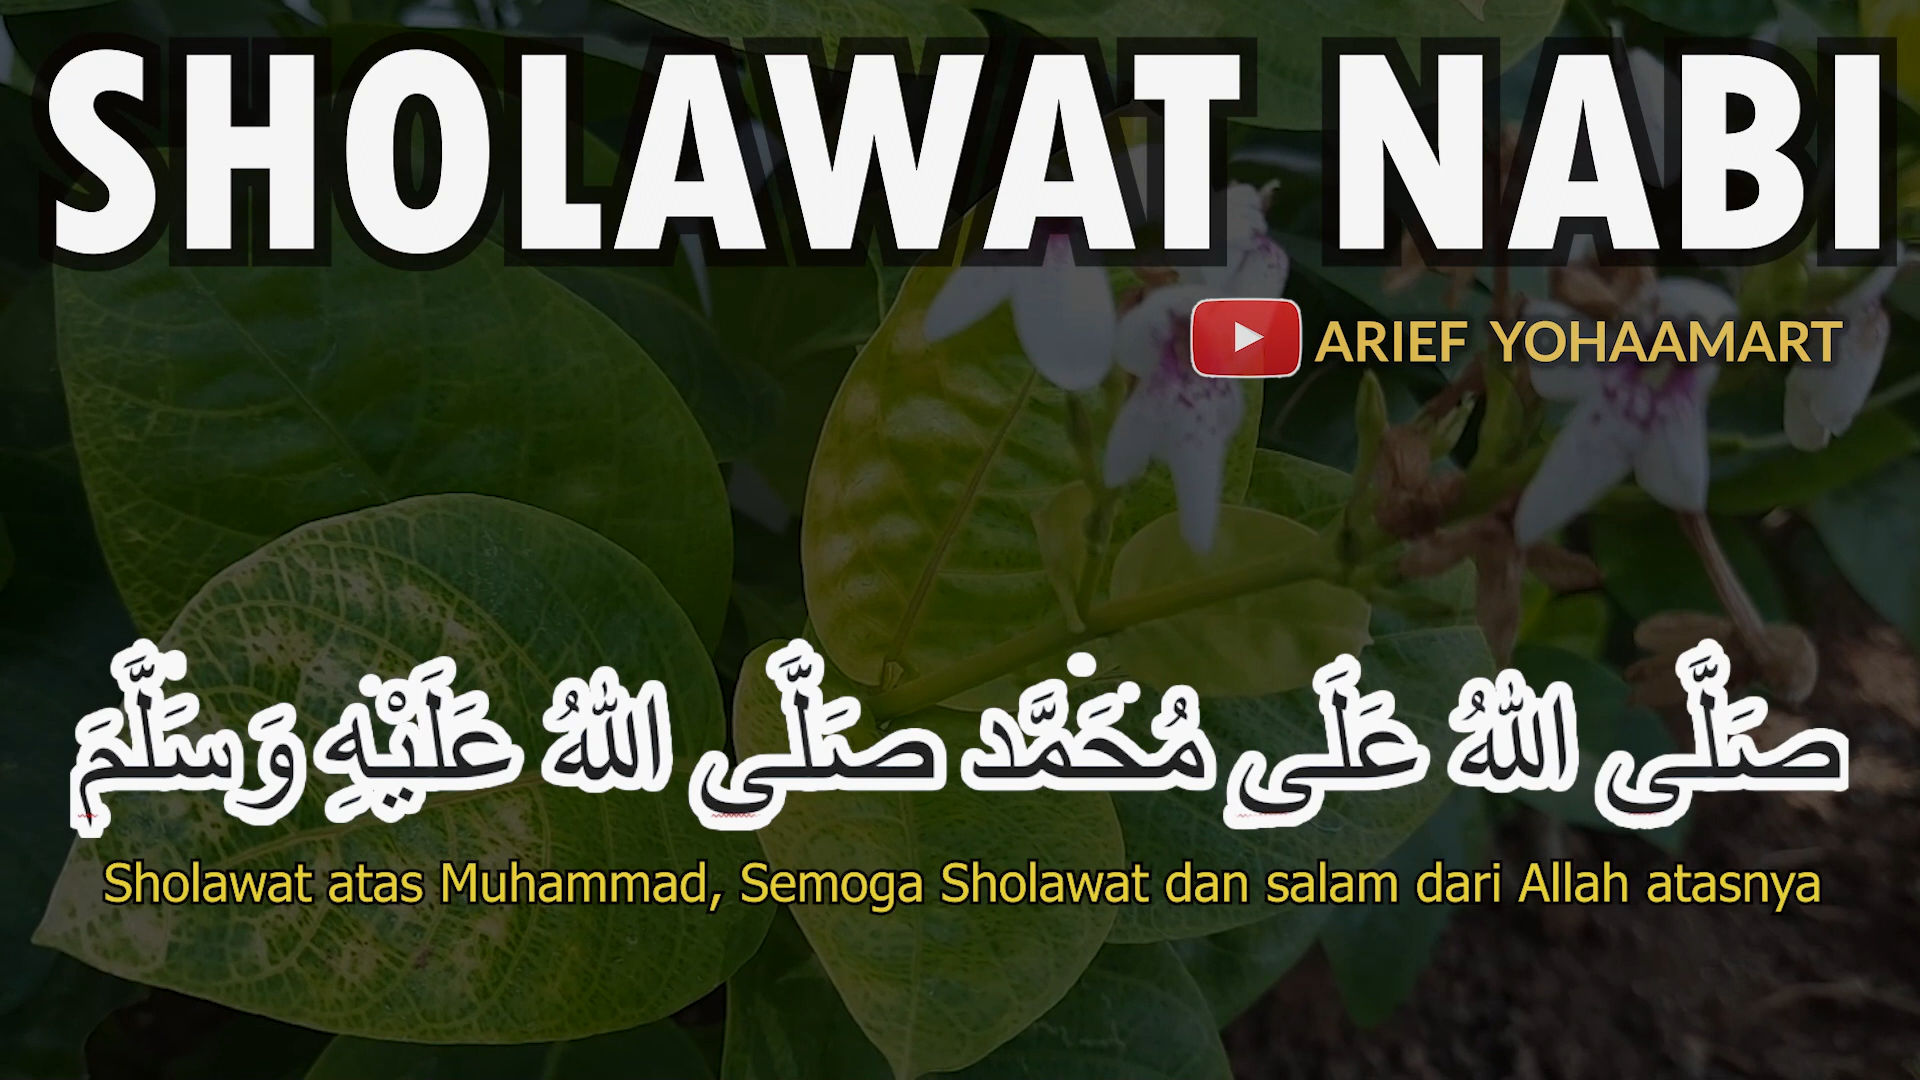 SHOLAWAT NABI
ARIEF YOHAAMART
صَلَّى اللهُ عَلَى مُحَمَّد صَلَّى اللهُ عَلَيْهِ وَسَلَّمَ
Sholawat atas Muhammad, Semoga Sholawat dan salam dari Allah atasnya